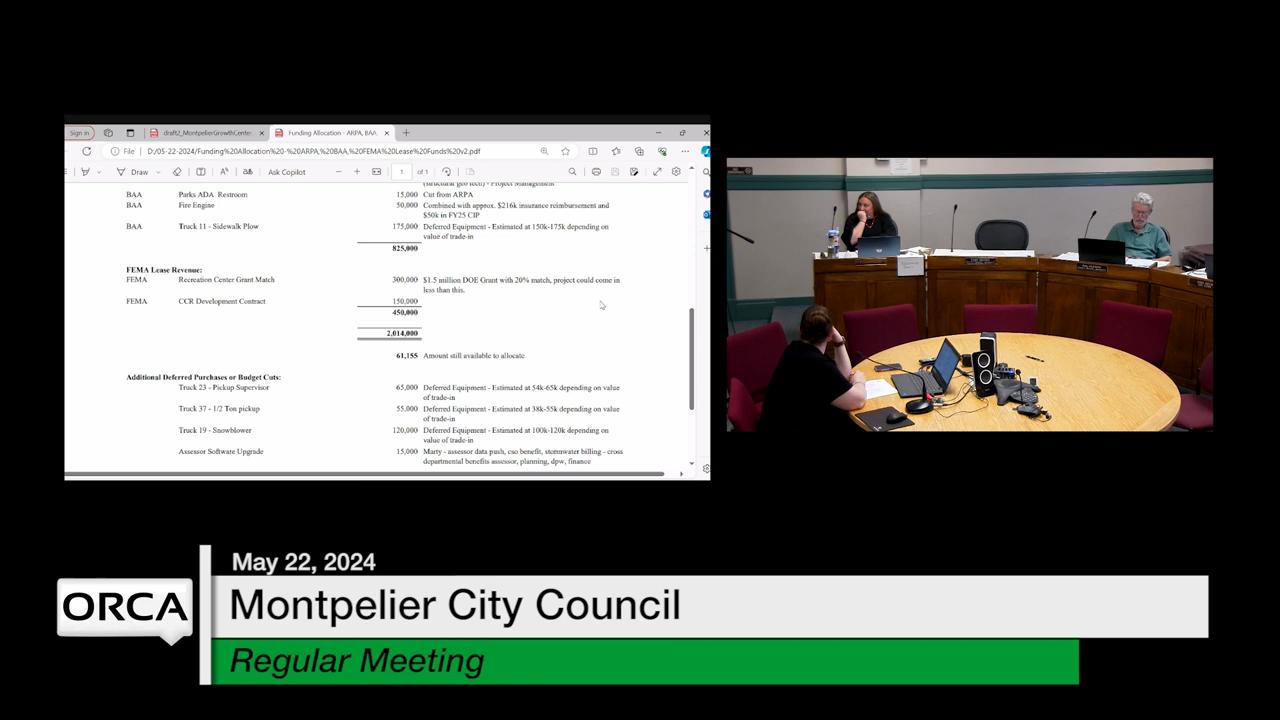 Sign in
draft2_MontpelierGrowthCenter
Funding Allocation - ARPA, BAA,
File D:/05-22-2024/Funding%20Allocation%20-%20ARPA,%20BAA,%20FEMA%20Lease%20Funds%20v2.pdf
Draw Ask Copilot 1 of 1
(structural geo tech) - Project Management
BAA Parks ADA Restroom 15,000 Cut from ARPA
BAA Fire Engine 50,000 Combined with approx. $216k insurance reimbursement and
$50k in FY25 CIP
BAA Truck 11 - Sidewalk Plow 175,000 Deferred Equipment - Estimated at 150k-175k depending on
value of trade-in
825,000
FEMA Lease Revenue:
FEMA Recreation Center Grant Match 300,000 $1.5 million DOE Grant with 20% match, project could come in
less than this.
FEMA CCR Development Contract 150,000
450,000
2,014,000
61,155 Amount still available to allocate
Additional Deferred Purchases or Budget Cuts:
Truck 23 - Pickup Supervisor 65,000 Deferred Equipment - Estimated at 54k-65k depending on value
of trade-in
Truck 37 - 1/2 Ton pickup 55,000 Deferred Equipment - Estimated at 38k-55k depending on value
of trade-in
Truck 19 - Snowblower 120,000 Deferred Equipment - Estimated at 100k-120k depending on
value of trade-in
Assessor Software Upgrade 15,000 Marty - assessor data push, cso benefit, stormwater billing - cross
departmental benefits assessor, planning, dpw, finance
May 22, 2024
ORCA
Montpelier City Council
Regular Meeting